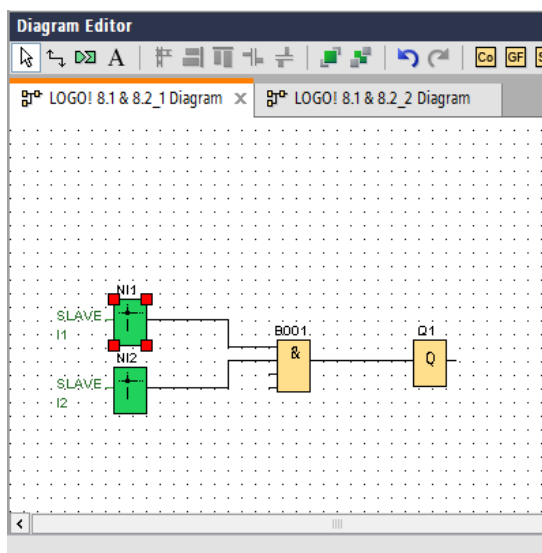 Diagram Editor
A
Co GF S
LOGO! 8.1 & 8.2_1 Diagram
LOGO! 8.1 & 8.2_2 Diagram
NI1
SLAVE
I1
NI2
SLAVE
I2
B001
&
Q1
Q